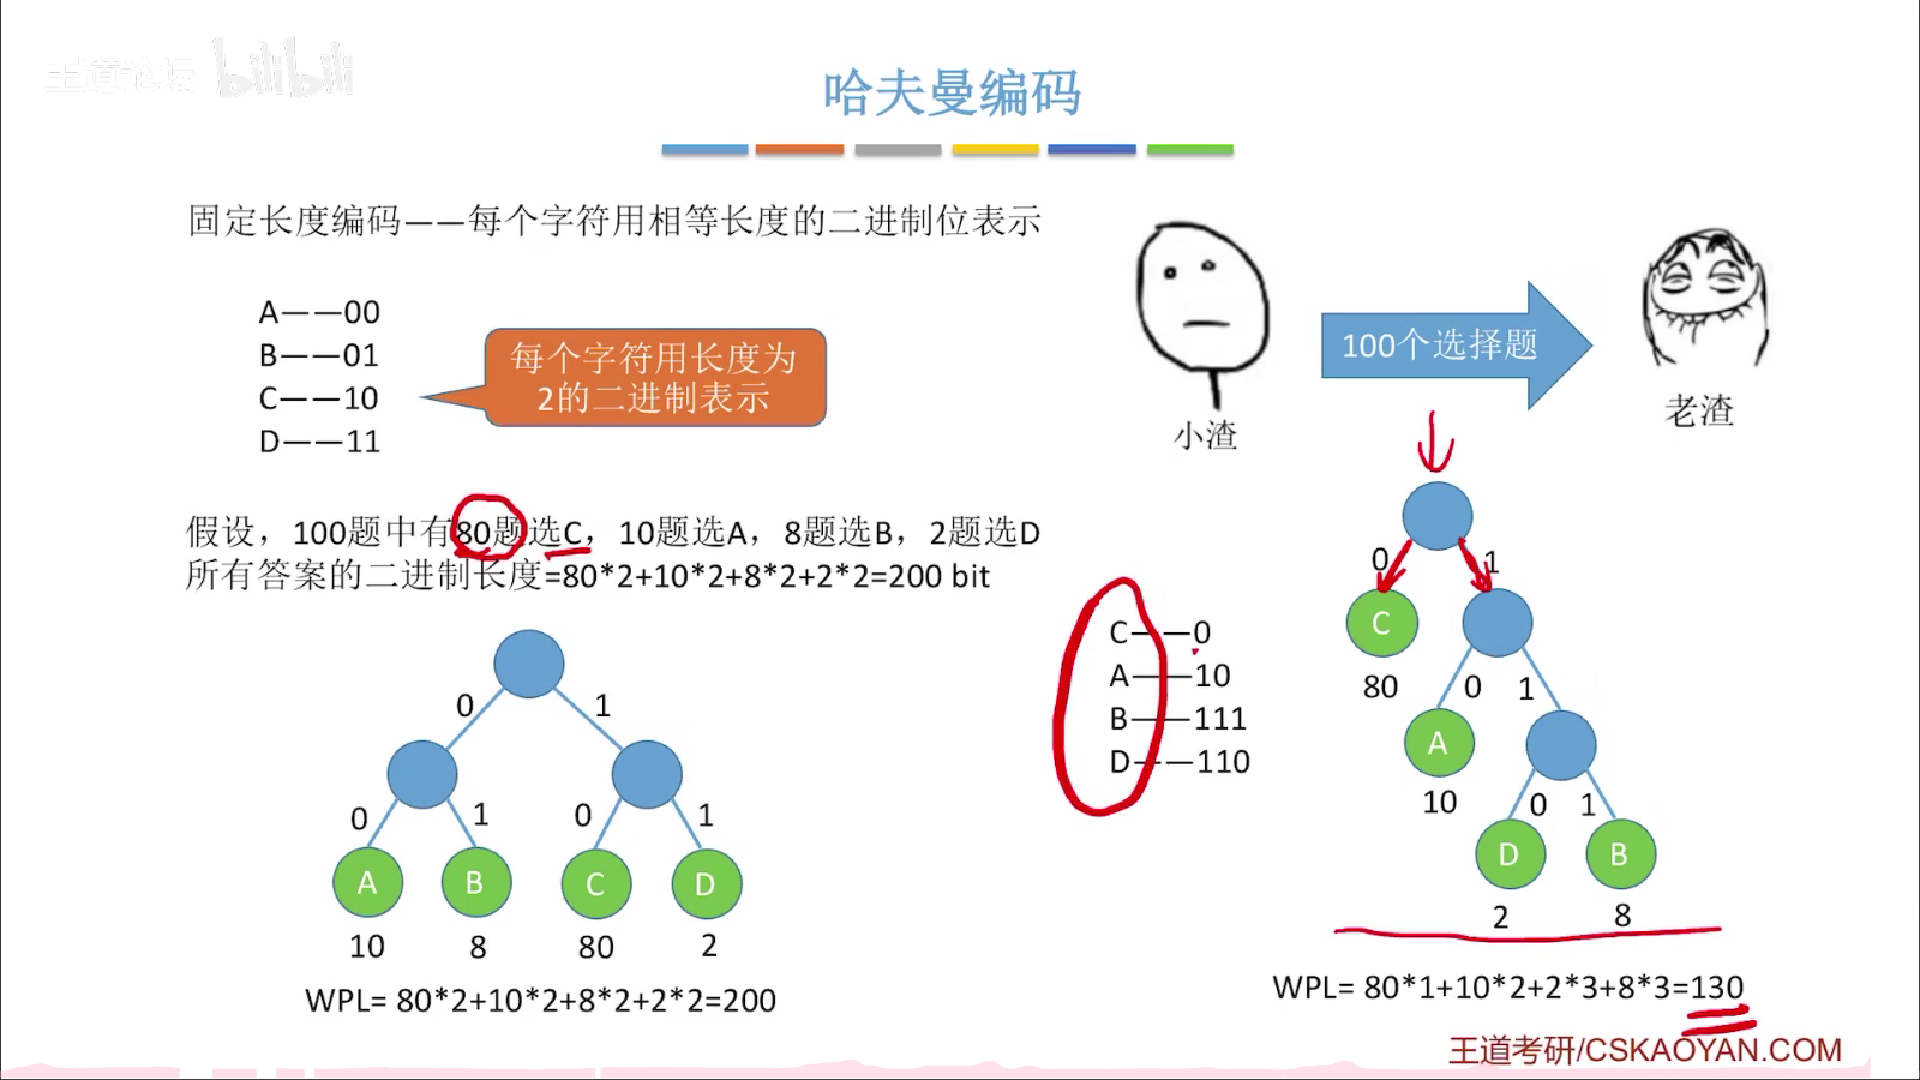 王道论坛 bilibili
哈夫曼编码
固定长度编码——每个字符用相等长度的二进制位表示
A——00
B——01
C——10
D——11
每个字符用长度为
2的二进制表示
100个选择题
小渣
老渣
假设，100题中有80题选C，10题选A，8题选B，2题选D
所有答案的二进制长度=80*2+10*2+8*2+2*2=200 bit
0 1
0 1 0 1
A B C D
10 8 80 2
WPL= 80*2+10*2+8*2+2*2=200
C——0
A——10
B——111
D——110
0 1
C
80 0 1
A
10 0 1
D B
2 8
WPL= 80*1+10*2+2*3+8*3=130
王道考研/CSKAOYAN.COM